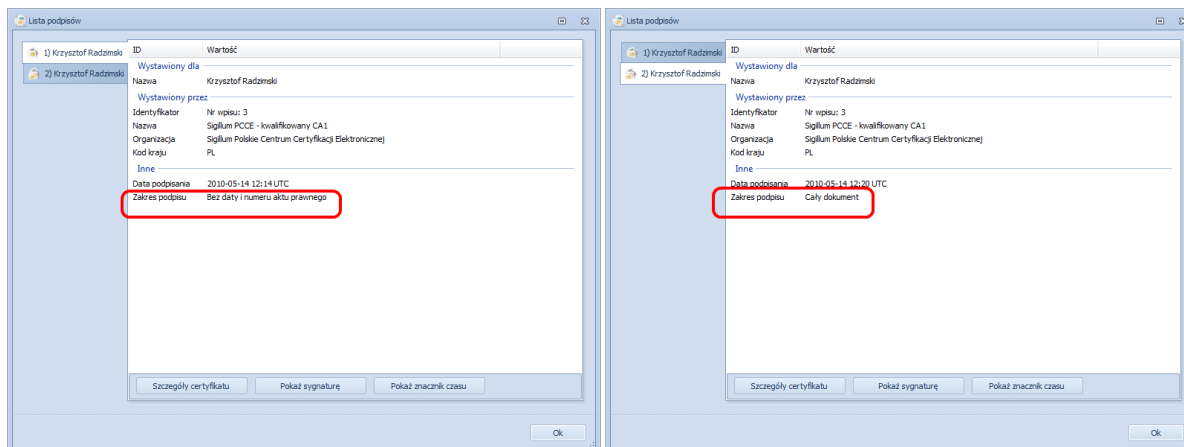 Lista podpisów
1) Krzysztof Radzimski
2) Krzysztof Radzimski
ID Wartość
Wystawiony dla
Nazwa Krzysztof Radzimski
Wystawiony przez
Identyfikator Nr wpisu: 3
Nazwa Sigillum PCCE - kwalifikowany CA1
Organizacja Sigillum Polskie Centrum Certyfikacji Elektronicznej
Kod kraju PL
Inne
Data podpisania 2010-05-14 12:14 UTC
Zakres podpisu Bez daty i numeru aktu prawnego
Szczegóły certyfikatu Pokaż sygnaturę Pokaż znacznik czasu
Ok
Lista podpisów
1) Krzysztof Radzimski
2) Krzysztof Radzimski
ID Wartość
Wystawiony dla
Nazwa Krzysztof Radzimski
Wystawiony przez
Identyfikator Nr wpisu: 3
Nazwa Sigillum PCCE - kwalifikowany CA1
Organizacja Sigillum Polskie Centrum Certyfikacji Elektronicznej
Kod kraju PL
Inne
Data podpisania 2010-05-14 12:20 UTC
Zakres podpisu Cały dokument
Szczegóły certyfikatu Pokaż sygnaturę Pokaż znacznik czasu
Ok